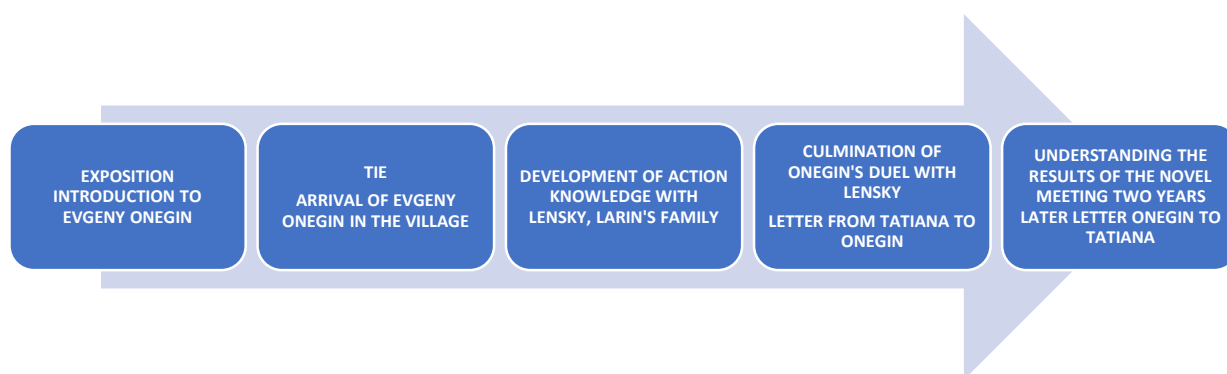 EXPOSITION
INTRODUCTION TO
EVGENY ONEGIN
TIE
ARRIVAL OF EVGENY
ONEGIN IN THE VILLAGE
DEVELOPMENT OF ACTION
KNOWLEDGE WITH
LENSKY, LARIN'S FAMILY
CULMINATION OF
ONEGIN'S DUEL WITH
LENSKY
LETTER FROM TATIANA TO
ONEGIN
UNDERSTANDING THE
RESULTS OF THE NOVEL
MEETING TWO YEARS
LATER LETTER ONEGIN TO
TATIANA